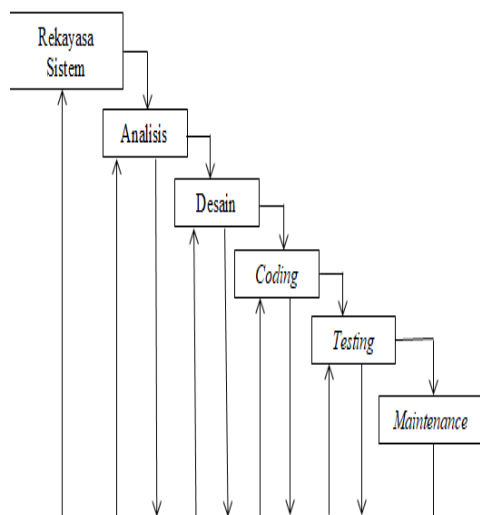 Rekayasa
Sistem
Analisis
Desain
Coding
Testing
Maintenance